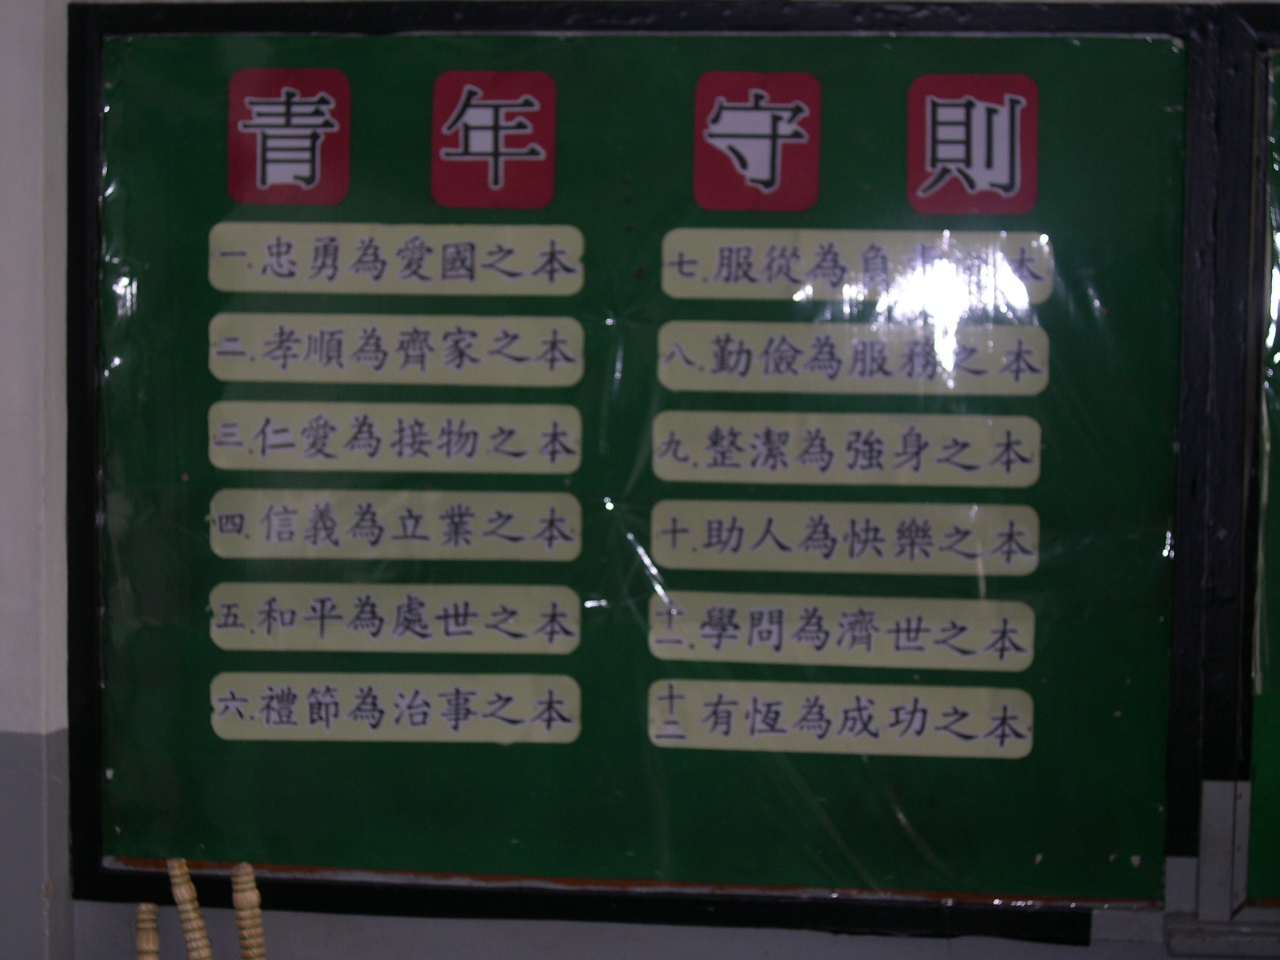 青年守則
一.忠勇為愛國之本
二.孝順為齊家之本
三.仁愛為接物之本
四.信義為立業之本
五.和平為處世之本
六.禮節為治事之本
七.服從為負 本
八.勤儉為服務之本
九.整潔為強身之本
十.助人為快樂之本
十一.學問為濟世之本
十二 有恆為成功之本